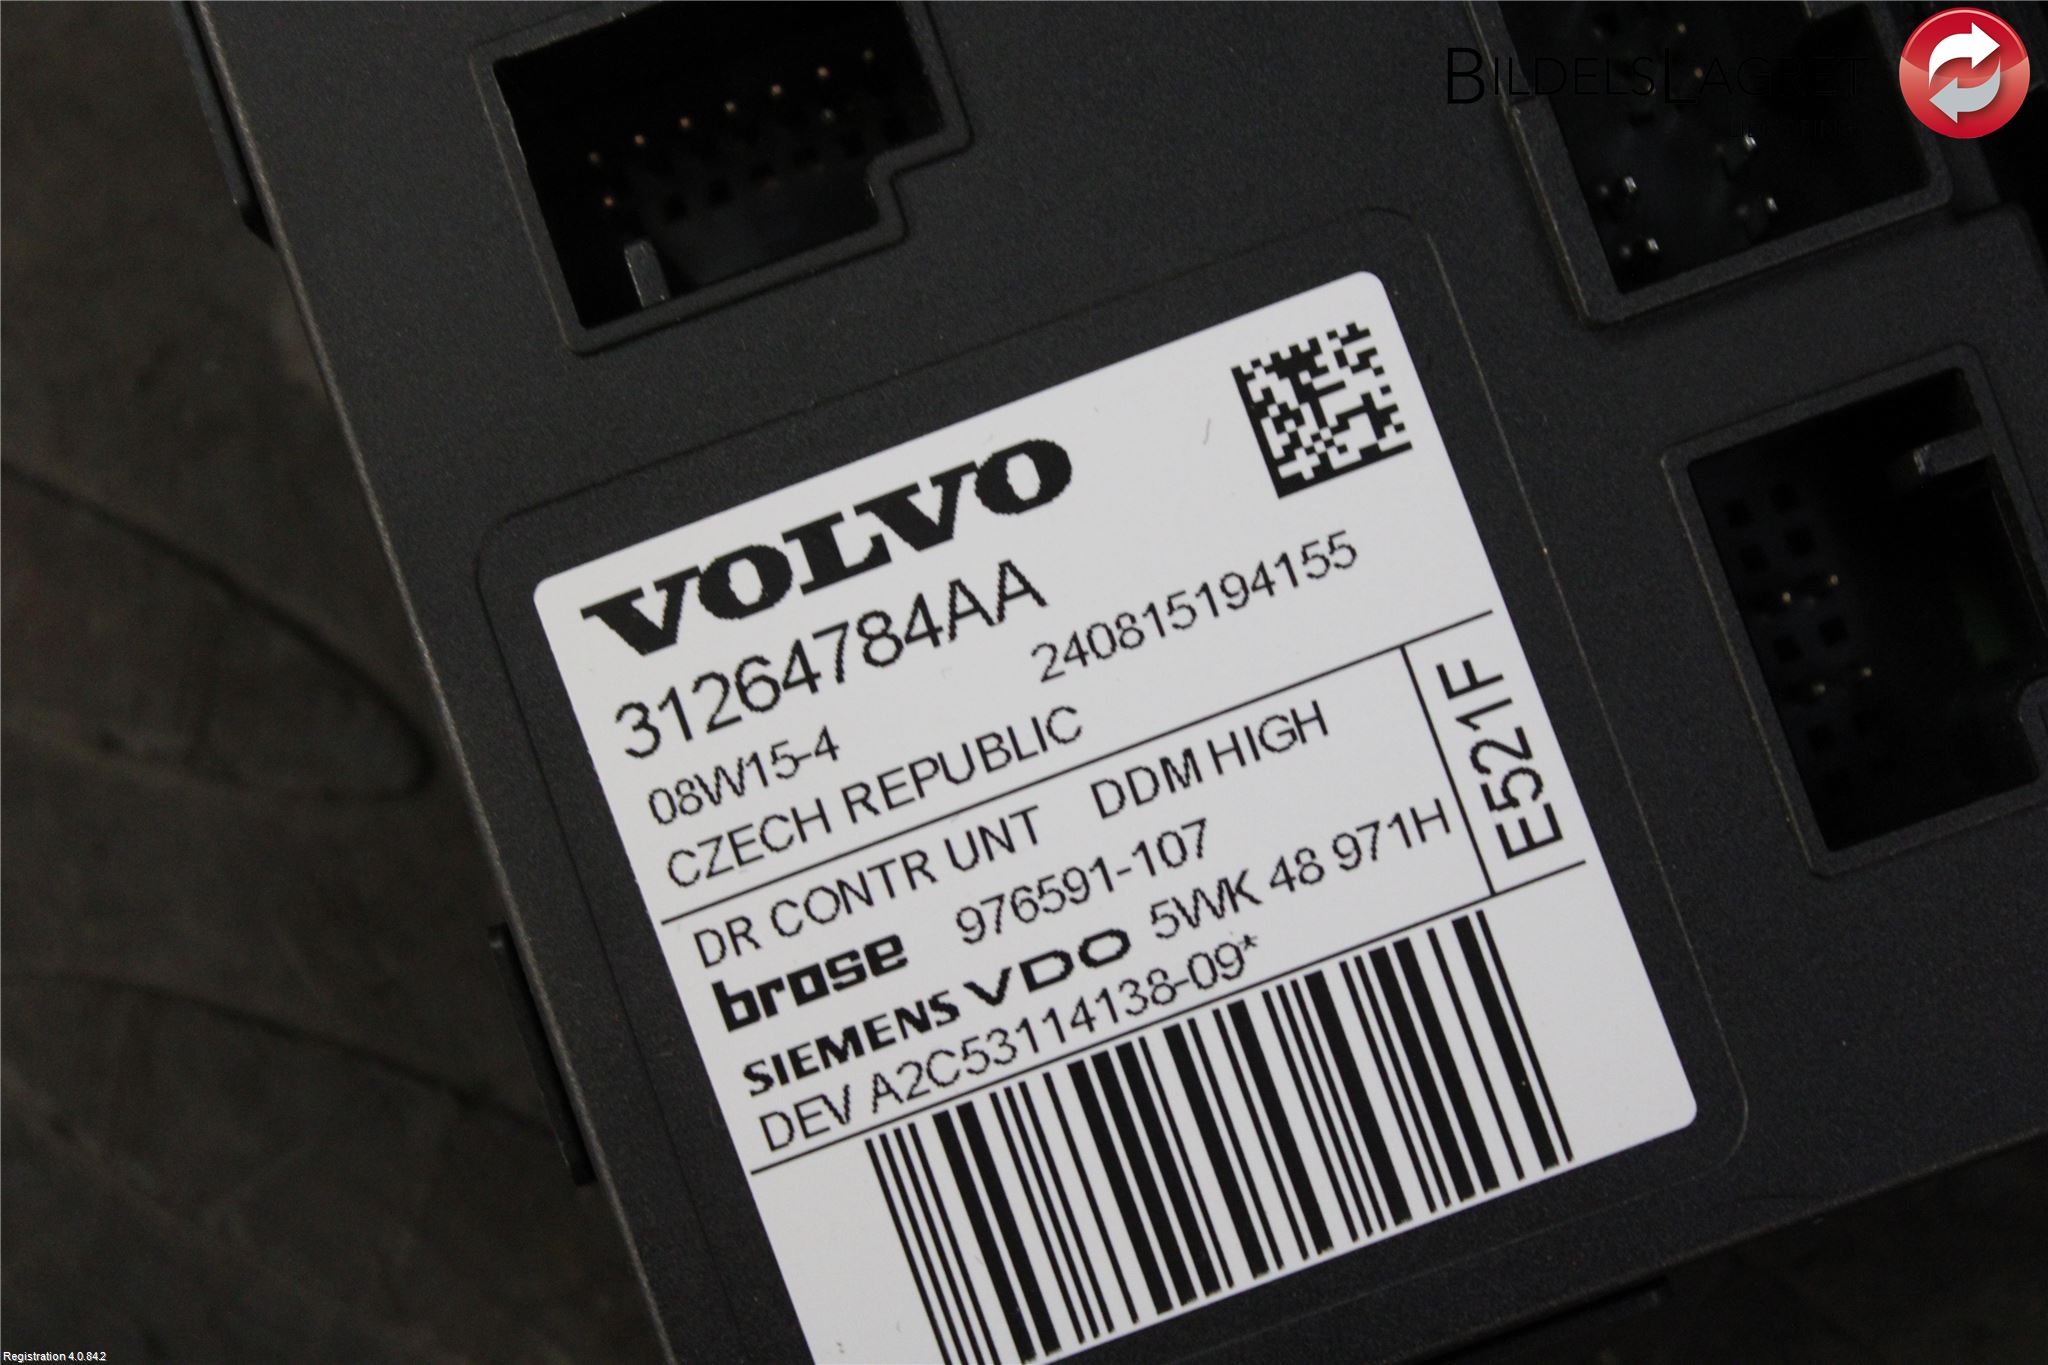 BILDELSLAGRET
VOLVO
31264784AA
240815194155
08W15-4
CZECH REPUBLIC
DR CONTR UNT DDM HIGH
brose 976591-107
SIEMENS VDO 5WK 48 971H
DEV A2C53114138-09*
E521F
Registration 4.0.84.2